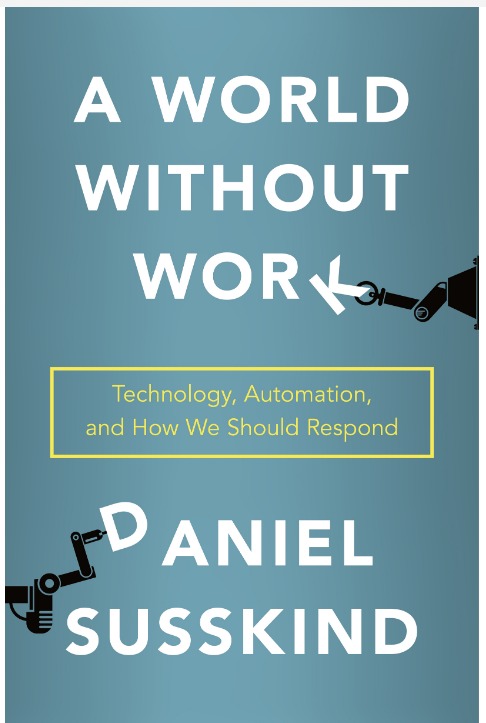 A WORLD
WITHOUT
WORK
Technology, Automation,
and How We Should Respond
DANIEL
SUSSKIND